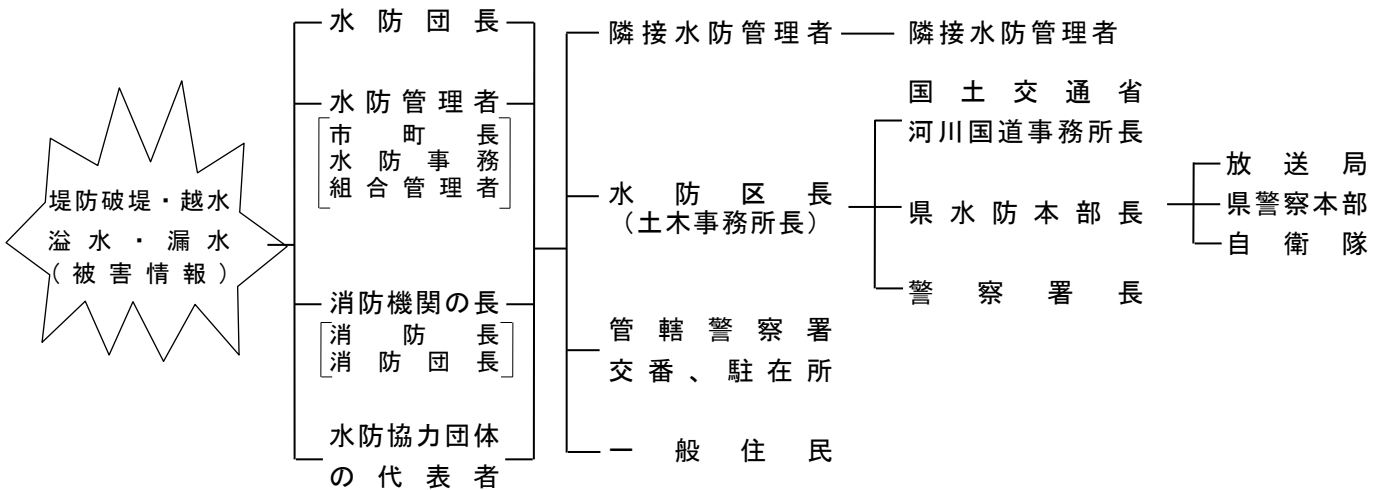 堤防破堤・越水
溢水・漏水
(被害情報)
水防団長
水防管理者
市町長
水防事務
組合管理者
消防機関の長
消防長
消防団長
水防協力団体
の代表者
隣接水防管理者
水防区長
(土木事務所長)
管轄警察署
交番、駐在所
一般住民
隣接水防管理者
国土交通省
河川国道事務所長
県水防本部長
警察署長
放送局
県警察本部
自衛隊